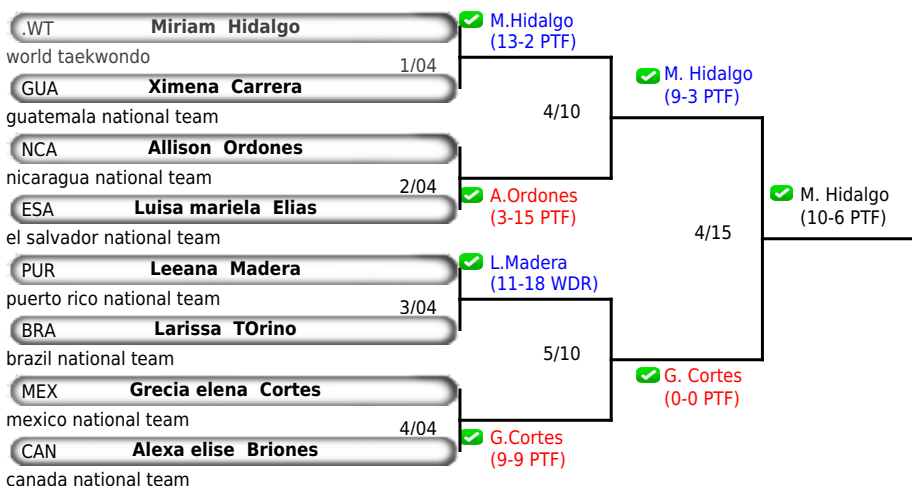 .WT Miriam Hidalgo
world taekwondo
1/04
GUA Ximena Carrera
guatemala national team
NCA Allison Ordones
nicaragua national team
2/04
ESA Luisa mariela Elias
el salvador national team
PUR Leeana Madera
puerto rico national team
3/04
BRA Larissa TOrino
brazil national team
MEX Grecia elena Cortes
mexico national team
4/04
CAN Alexa elise Briones
canada national team
M.Hidalgo
(13-2 PTF)
4/10
A.Ordones
(3-15 PTF)
L.Madera
(11-18 WDR)
5/10
G.Cortes
(9-9 PTF)
M. Hidalgo
(9-3 PTF)
4/15
G. Cortes
(0-0 PTF)
M. Hidalgo
(10-6 PTF)